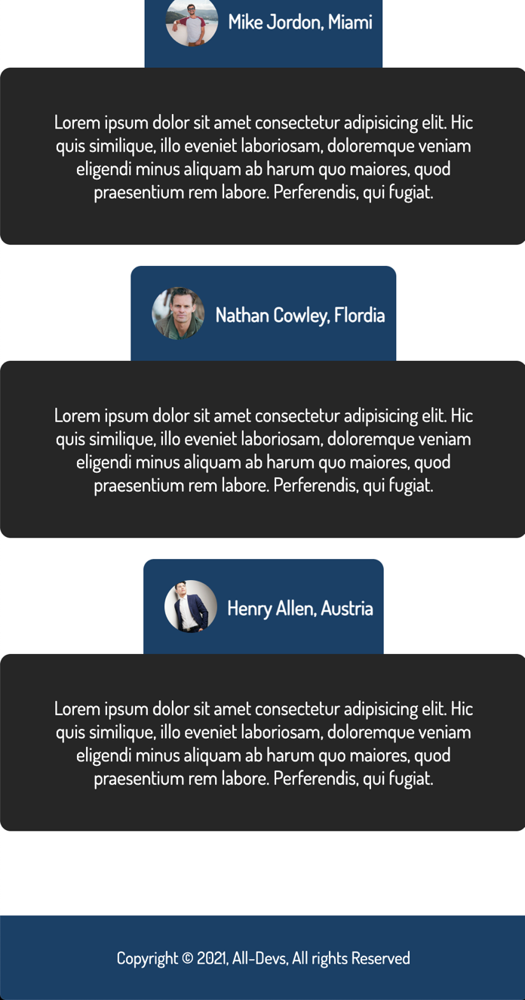 Mike Jordon, Miami
Lorem ipsum dolor sit amet consectetur adipisicing elit. Hic
quis similique, illo eveniet laboriosam, doloremque veniam
eligendi minus aliquam ab harum quo maiores, quod
praesentium rem labore. Perferendis, qui fugiat.
Nathan Cowley, Flordia
Lorem ipsum dolor sit amet consectetur adipisicing elit. Hic
quis similique, illo eveniet laboriosam, doloremque veniam
eligendi minus aliquam ab harum quo maiores, quod
praesentium rem labore. Perferendis, qui fugiat.
Henry Allen, Austria
Lorem ipsum dolor sit amet consectetur adipisicing elit. Hic
quis similique, illo eveniet laboriosam, doloremque veniam
eligendi minus aliquam ab harum quo maiores, quod
praesentium rem labore. Perferendis, qui fugiat.
Copyright © 2021, All-Devs, All rights Reserved